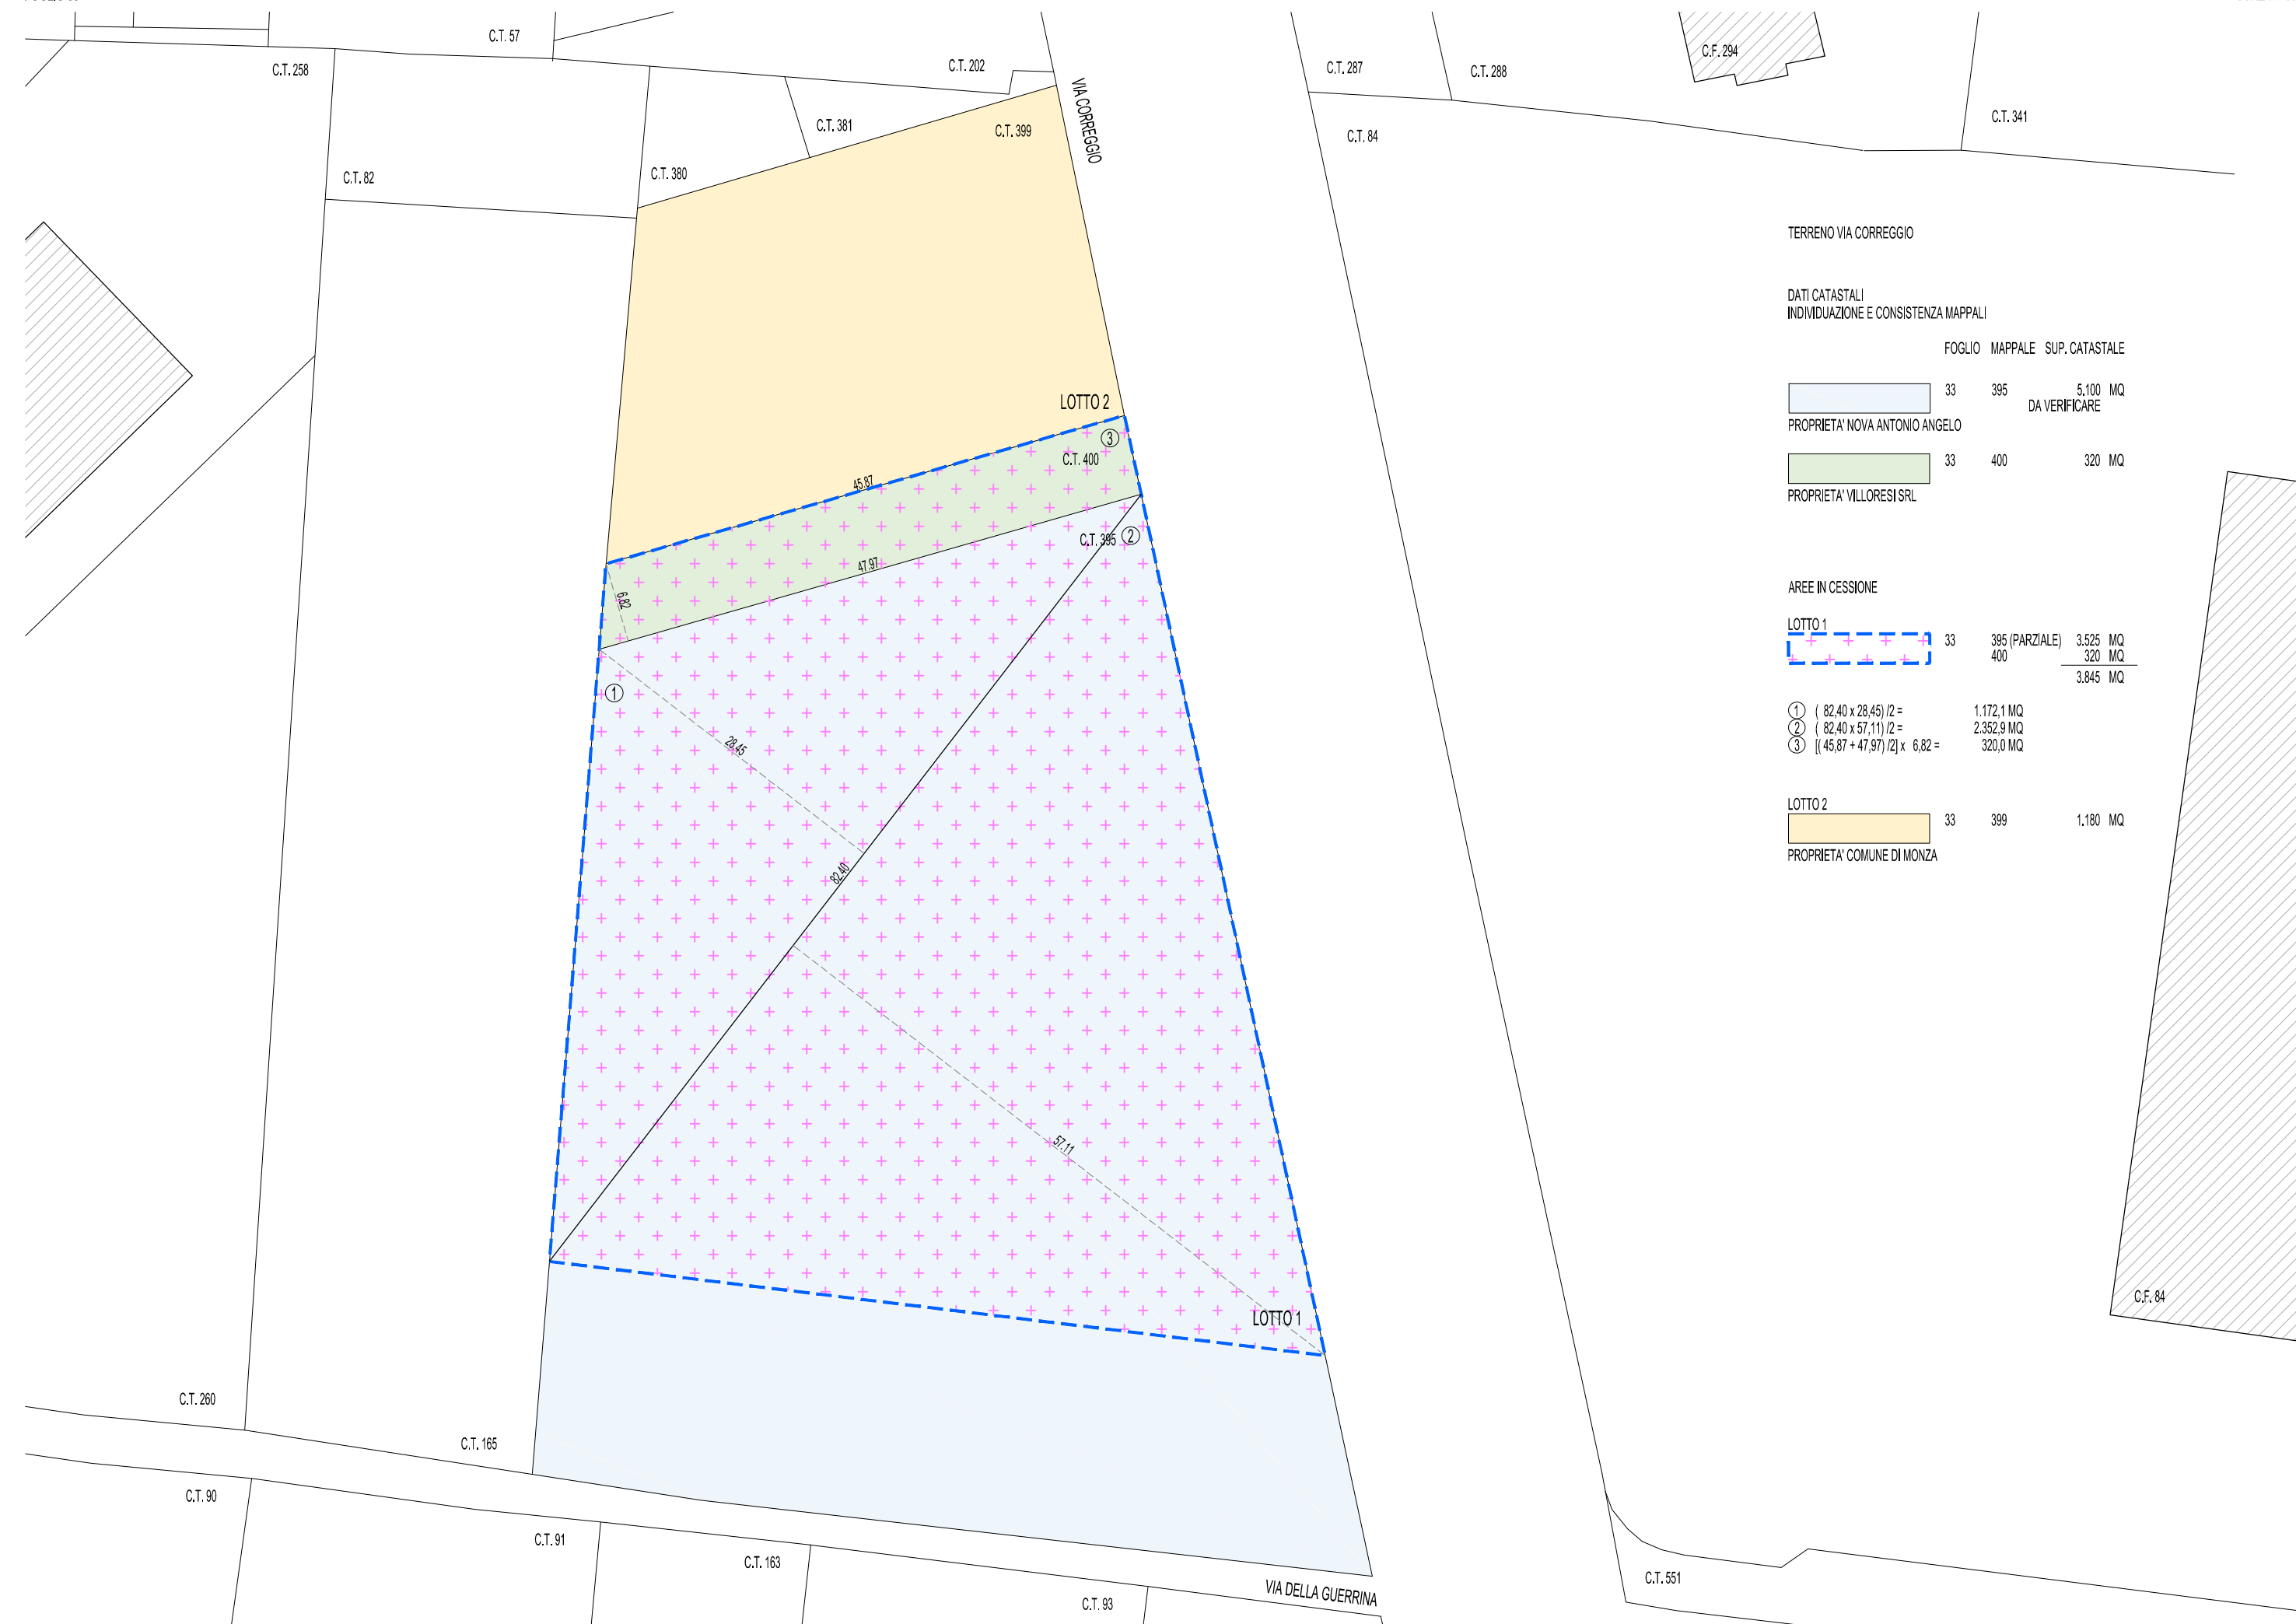 C.T. 57
C.T. 258
C.T. 202
C.T. 381
C.T. 399
C.T. 82
C.T. 380
VIA CORREGGIO
C.T. 287
C.T. 288
C.F. 294
C.T. 84
C.T. 341
LOTTO 2
3
C.T. 400
45.87
C.T. 395
2
47.97
6.82
1
28.45
82.40
57.11
LOTTO 1
C.T. 260
C.T. 165
C.T. 90
C.T. 91
C.T. 163
C.T. 93
VIA DELLA GUERRINA
C.T. 551
C.F. 84
TERRENO VIA CORREGGIO
DATI CATASTALI
INDIVIDUAZIONE E CONSISTENZA MAPPALI
FOGLIO MAPPALE SUP. CATASTALE
33 395 5.100 MQ
DA VERIFICARE
PROPRIETA' NOVA ANTONIO ANGELO
33 400 320 MQ
PROPRIETA' VILLORESI SRL
AREE IN CESSIONE
LOTTO 1
33 395 (PARZIALE) 3.525 MQ
400 320 MQ
3.845 MQ
1 ( 82,40 x 28,45) /2 = 1.172,1 MQ
2 ( 82,40 x 57,11) /2 = 2.352,9 MQ
3 [( 45,87 + 47,97) /2] x 6,82 = 320,0 MQ
LOTTO 2
33 399 1.180 MQ
PROPRIETA' COMUNE DI MONZA